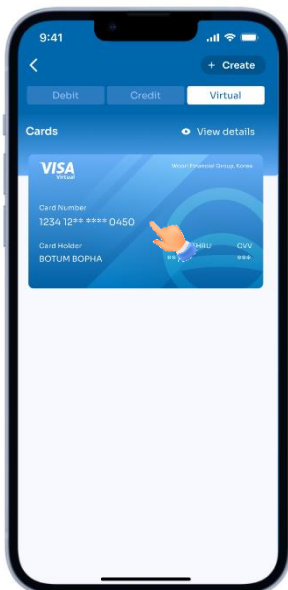 9:41
+ Create
Debit Credit Virtual
Cards View details
VISA
Virtual
Woori Financial Group, Korea
Card Number
1234 12** **** 0450
Card Holder THRU CVV
BOTUM BOPHA ***